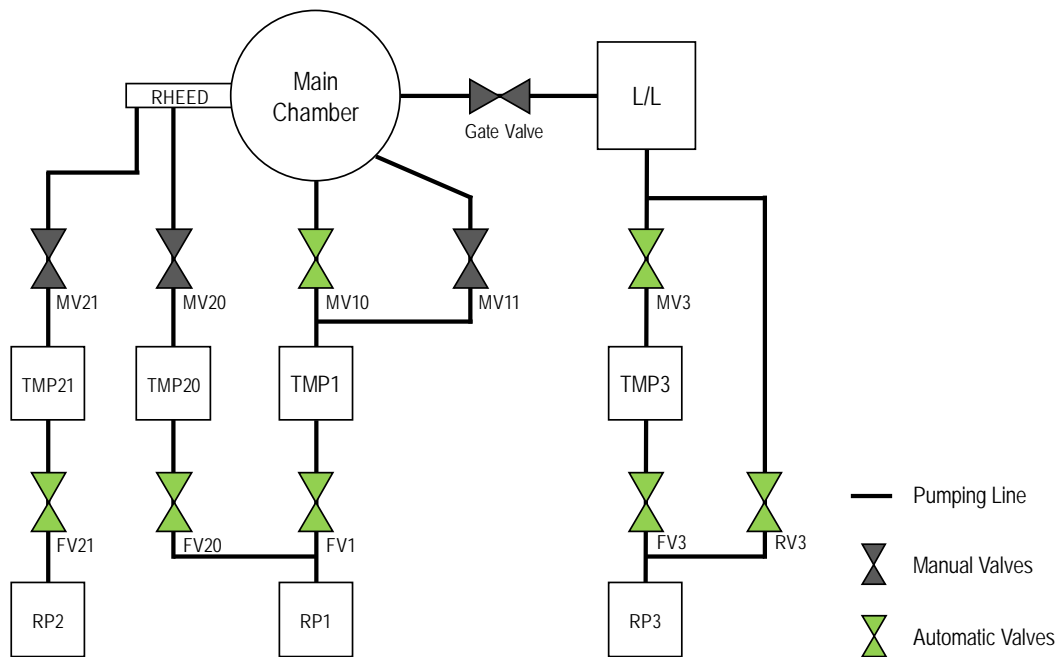 RHEED
Main
Chamber
Gate Valve
L/L
MV21
MV20
MV10
MV11
MV3
TMP21
TMP20
TMP1
TMP3
FV21
FV20
FV1
FV3
RV3
RP2
RP1
RP3
Pumping Line
Manual Valves
Automatic Valves